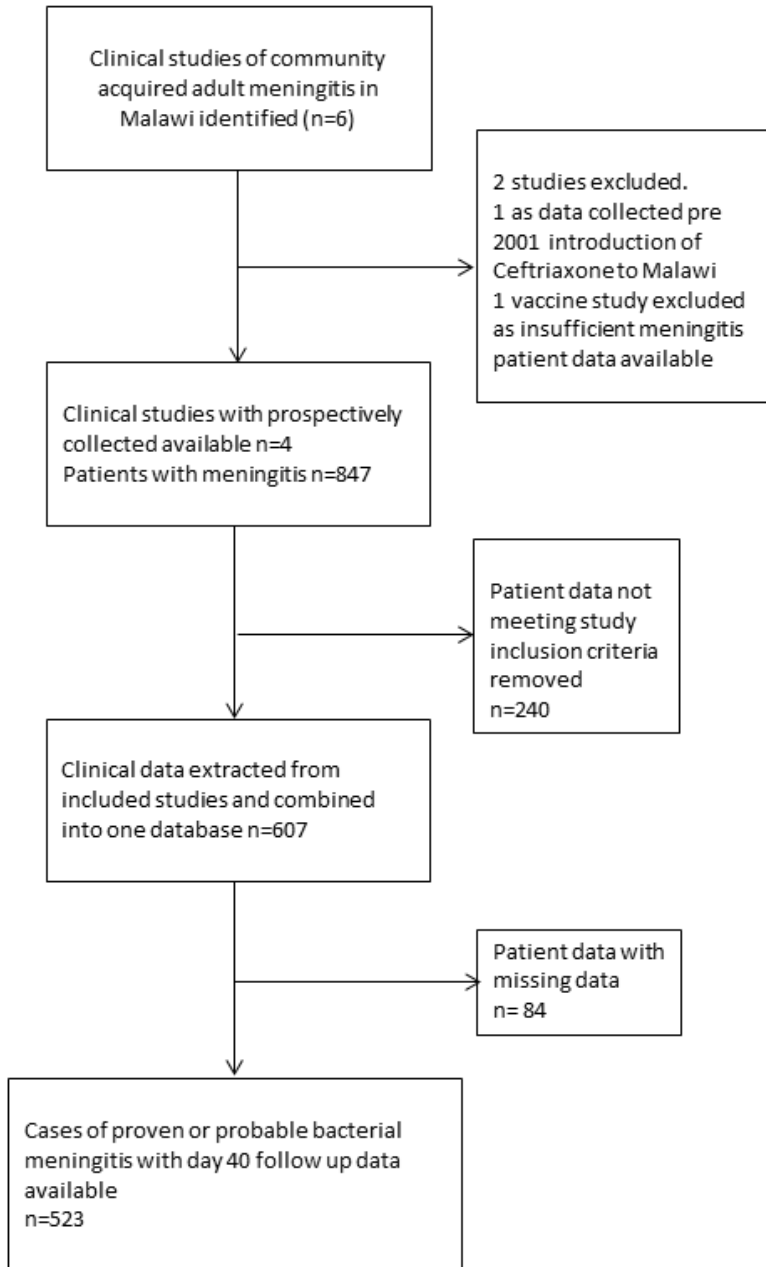 Clinical studies of community
acquired adult meningitis in
Malawi identified (n=6)
2 studies excluded.
1 as data collected pre
2001 introduction of
Ceftriaxone to Malawi
1 vaccine study excluded
as insufficient meningitis
patient data available
Clinical studies with prospectively
collected available n=4
Patients with meningitis n=847
Patient data not
meeting study
inclusion criteria
removed
n=240
Clinical data extracted from
included studies and combined
into one database n=607
Patient data with
missing data
n= 84
Cases of proven or probable bacterial
meningitis with day 40 follow up data
available
n=523